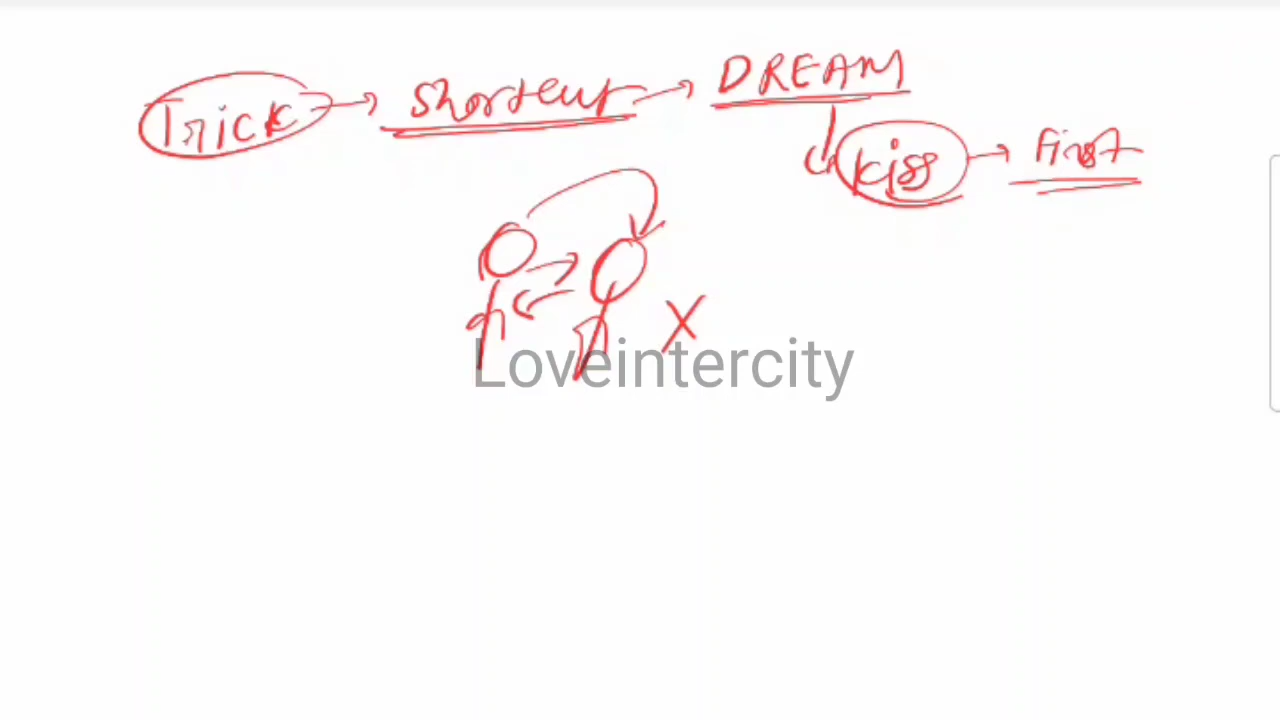 Trick → Shortcut → DREAM
Kiss → First
X
Loveintercity